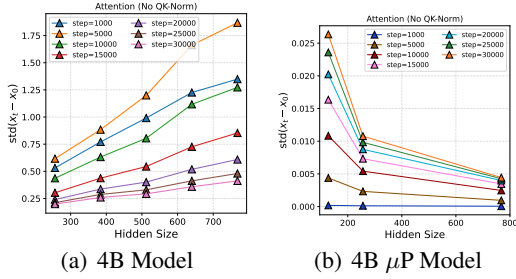 Attention (No QK-Norm)
step=1000
step=5000
step=10000
step=15000
step=20000
step=25000
step=30000
std(x_t − x_0)
1.75
1.50
1.25
1.00
0.75
0.50
0.25
300
400
500
600
700
Hidden Size
(a) 4B Model
Attention (No QK-Norm)
step=1000
step=5000
step=10000
step=15000
step=20000
step=25000
step=30000
std(x_t − x_0)
0.025
0.020
0.015
0.010
0.005
0.000
200
400
600
800
Hidden Size
(b) 4B μP Model